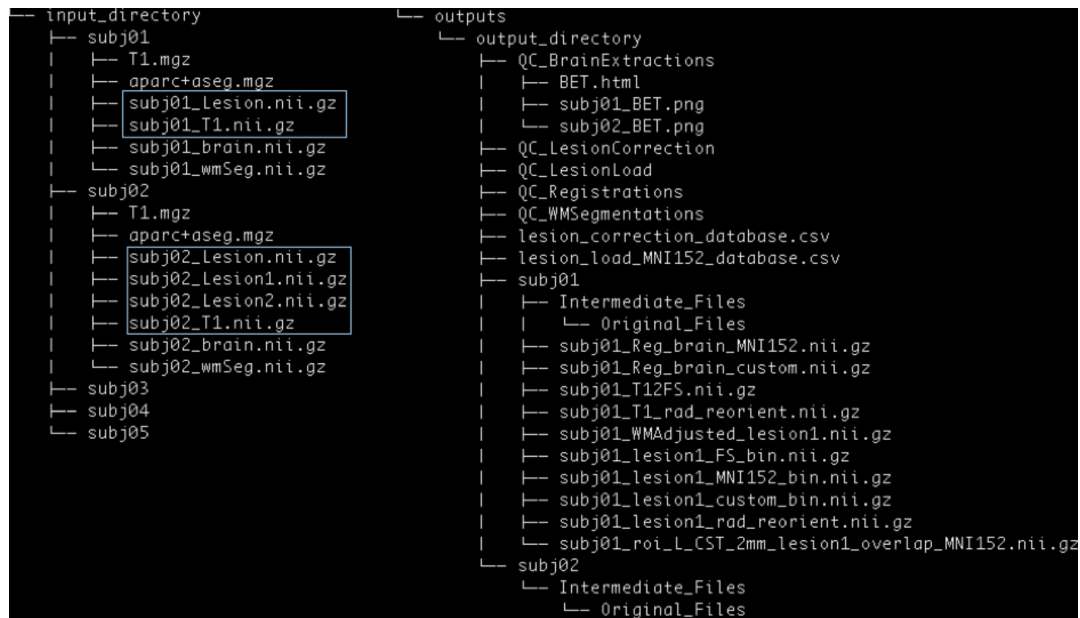 └── input_directory
    ├── subj01
    |   ├── T1.mgz
    |   ├── aparc+aseg.mgz
    |   ├── subj01_Lesion.nii.gz
    |   ├── subj01_T1.nii.gz
    |   ├── subj01_brain.nii.gz
    |   └── subj01_wmSeg.nii.gz
    ├── subj02
    |   ├── T1.mgz
    |   ├── aparc+aseg.mgz
    |   ├── subj02_Lesion.nii.gz
    |   ├── subj02_Lesion1.nii.gz
    |   ├── subj02_Lesion2.nii.gz
    |   ├── subj02_T1.nii.gz
    |   ├── subj02_brain.nii.gz
    |   └── subj02_wmSeg.nii.gz
    ├── subj03
    ├── subj04
    └── subj05
└── outputs
    └── output_directory
        ├── QC_BrainExtractions
        |   ├── BET.html
        |   ├── subj01_BET.png
        |   └── subj02_BET.png
        ├── QC_LesionCorrection
        ├── QC_LesionLoad
        ├── QC_Registrations
        ├── QC_WMSegmentations
        ├── lesion_correction_database.csv
        ├── lesion_load_MNI152_database.csv
        ├── subj01
        |   ├── Intermediate_Files
        |   |   └── Original_Files
        |   ├── subj01_Reg_brain_MNI152.nii.gz
        |   ├── subj01_Reg_brain_custom.nii.gz
        |   ├── subj01_T12FS.nii.gz
        |   ├── subj01_T1_rad_reorient.nii.gz
        |   ├── subj01_WMAdjusted_lesion1.nii.gz
        |   ├── subj01_lesion1_FS_bin.nii.gz
        |   ├── subj01_lesion1_MNI152_bin.nii.gz
        |   ├── subj01_lesion1_custom_bin.nii.gz
        |   ├── subj01_lesion1_rad_reorient.nii.gz
        |   └── subj01_roi_L_CST_2mm_lesion1_overlap_MNI152.nii.gz
        └── subj02
            └── Intermediate_Files
                └── Original_Files